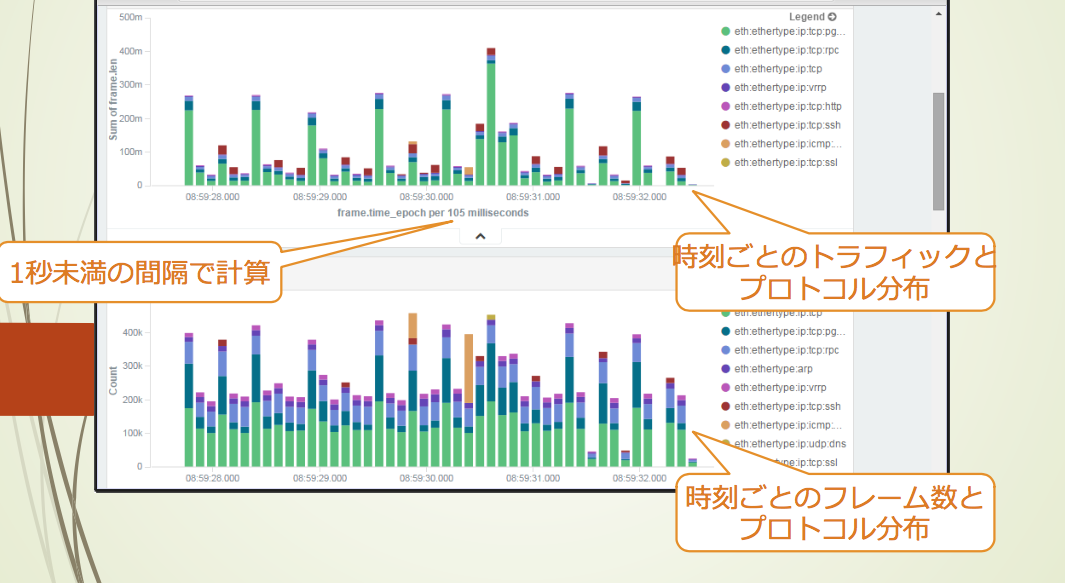 Legend
500m
400m
300m
200m
100m
0
Sum of frame.len
eth:ethertype:ip:tcp:pg...
eth:ethertype:ip:tcp:rpc
eth:ethertype:ip:tcp
eth:ethertype:ip:vrrp
eth:ethertype:ip:tcp:http
eth:ethertype:ip:tcp:ssh
eth:ethertype:ip:icmp:...
eth:ethertype:ip:tcp:ssl
08:59:28.000 08:59:29.000 08:59:30.000 08:59:31.000 08:59:32.000
frame.time_epoch per 105 milliseconds
1秒未満の間隔で計算
時刻ごとのトラフィックと
プロトコル分布
400k
300k
200k
100k
0
Count
eth:ethertype:ip:tcp
eth:ethertype:ip:tcp:pg...
eth:ethertype:ip:tcp:rpc
eth:ethertype:arp
eth:ethertype:ip:vrrp
eth:ethertype:ip:tcp:ssh
eth:ethertype:ip:icmp:...
eth:ethertype:ip:udp:dns
eth:ethertype:ip:tcp:ssl
08:59:28.000 08:59:29.000 08:59:30.000 08:59:31.000 08:59:32.000
時刻ごとのフレーム数と
プロトコル分布